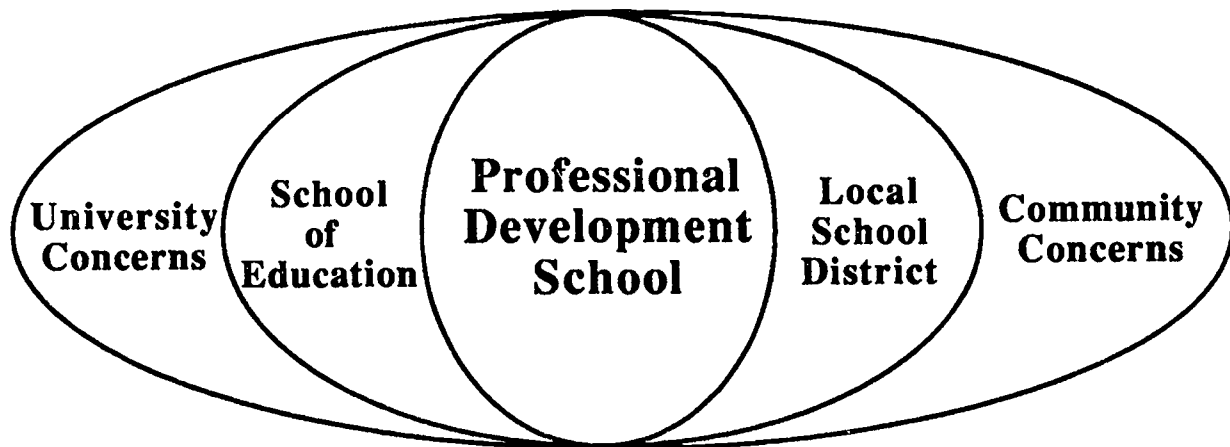 University
Concerns
School
of
Education
Professional
Development
School
Local
School
District
Community
Concerns